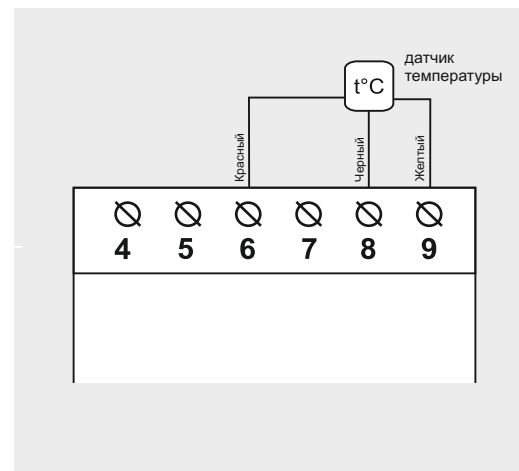 датчик
температуры
t°C
Красный
Черный
Желтый
4 5 6 7 8 9